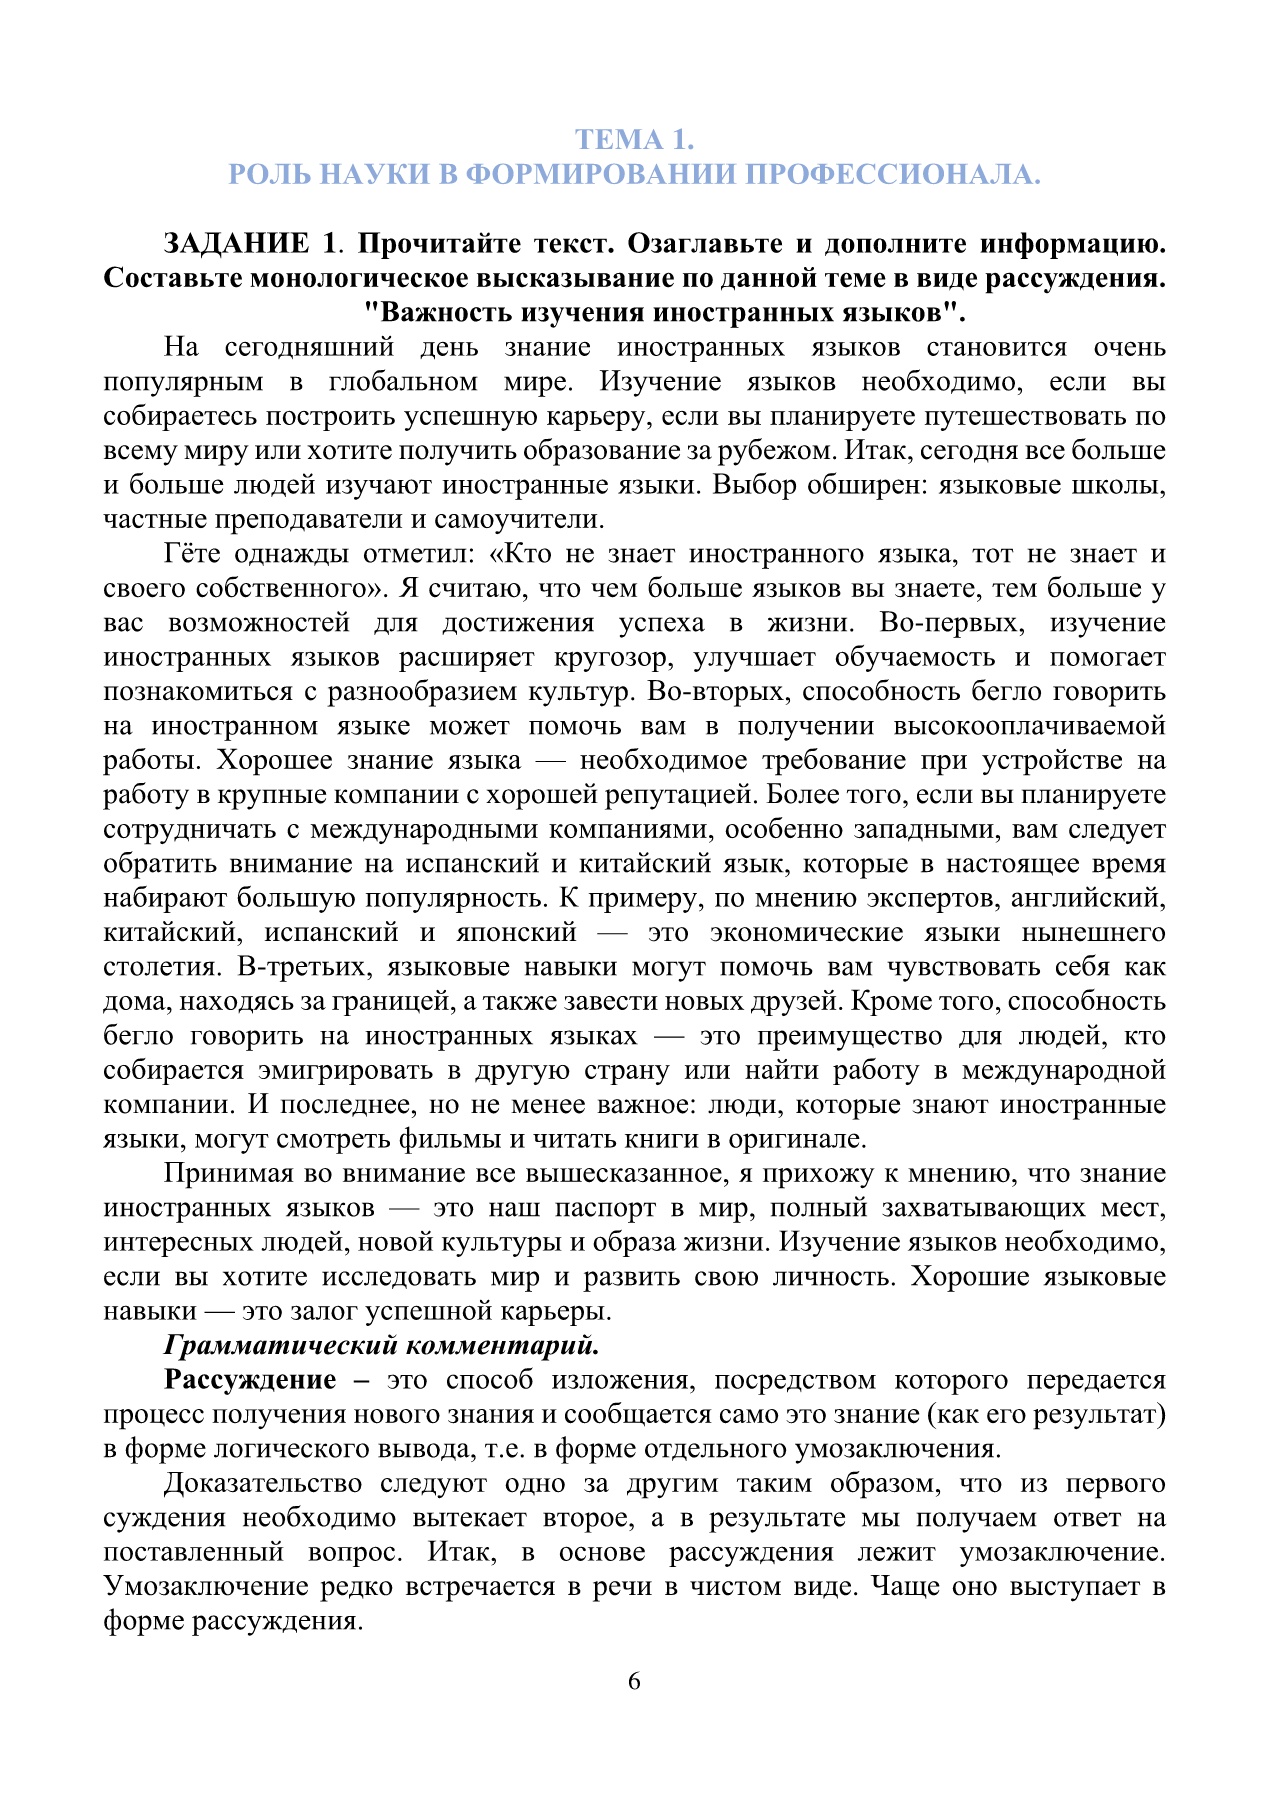 ТЕМА 1.
РОЛЬ НАУКИ В ФОРМИРОВАНИИ ПРОФЕССИОНАЛА.
ЗАДАНИЕ 1. Прочитайте текст. Озаглавьте и дополните информацию.
Составьте монологическое высказывание по данной теме в виде рассуждения.
"Важность изучения иностранных языков".
На сегодняшний день знание иностранных языков становится очень
популярным в глобальном мире. Изучение языков необходимо, если вы
собираетесь построить успешную карьеру, если вы планируете путешествовать по
всему миру или хотите получить образование за рубежом. Итак, сегодня все больше
и больше людей изучают иностранные языки. Выбор обширен: языковые школы,
частные преподаватели и самоучители.
Гёте однажды отметил: «Кто не знает иностранного языка, тот не знает и
своего собственного». Я считаю, что чем больше языков вы знаете, тем больше у
вас возможностей для достижения успеха в жизни. Во-первых, изучение
иностранных языков расширяет кругозор, улучшает обучаемость и помогает
познакомиться с разнообразием культур. Во-вторых, способность бегло говорить
на иностранном языке может помочь вам в получении высокооплачиваемой
работы. Хорошее знание языка — необходимое требование при устройстве на
работу в крупные компании с хорошей репутацией. Более того, если вы планируете
сотрудничать с международными компаниями, особенно западными, вам следует
обратить внимание на испанский и китайский язык, которые в настоящее время
набирают большую популярность. К примеру, по мнению экспертов, английский,
китайский, испанский и японский — это экономические языки нынешнего
столетия. В-третьих, языковые навыки могут помочь вам чувствовать себя как
дома, находясь за границей, а также завести новых друзей. Кроме того, способность
бегло говорить на иностранных языках — это преимущество для людей, кто
собирается эмигрировать в другую страну или найти работу в международной
компании. И последнее, но не менее важное: люди, которые знают иностранные
языки, могут смотреть фильмы и читать книги в оригинале.
Принимая во внимание все вышесказанное, я прихожу к мнению, что знание
иностранных языков — это наш паспорт в мир, полный захватывающих мест,
интересных людей, новой культуры и образа жизни. Изучение языков необходимо,
если вы хотите исследовать мир и развить свою личность. Хорошие языковые
навыки — это залог успешной карьеры.
Грамматический комментарий.
Рассуждение – это способ изложения, посредством которого передается
процесс получения нового знания и сообщается само это знание (как его результат)
в форме логического вывода, т.е. в форме отдельного умозаключения.
Доказательство следуют одно за другим таким образом, что из первого
суждения необходимо вытекает второе, а в результате мы получаем ответ на
поставленный вопрос. Итак, в основе рассуждения лежит умозаключение.
Умозаключение редко встречается в речи в чистом виде. Чаще оно выступает в
форме рассуждения.
6